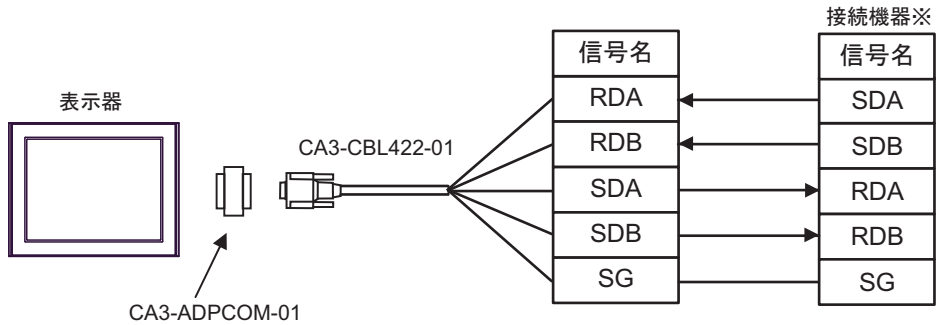 接続機器※
信号名
信号名
RDA
SDA
表示器
RDB
SDB
CA3-CBL422-01
SDA
RDA
SDB
RDB
SG
SG
CA3-ADPCOM-01